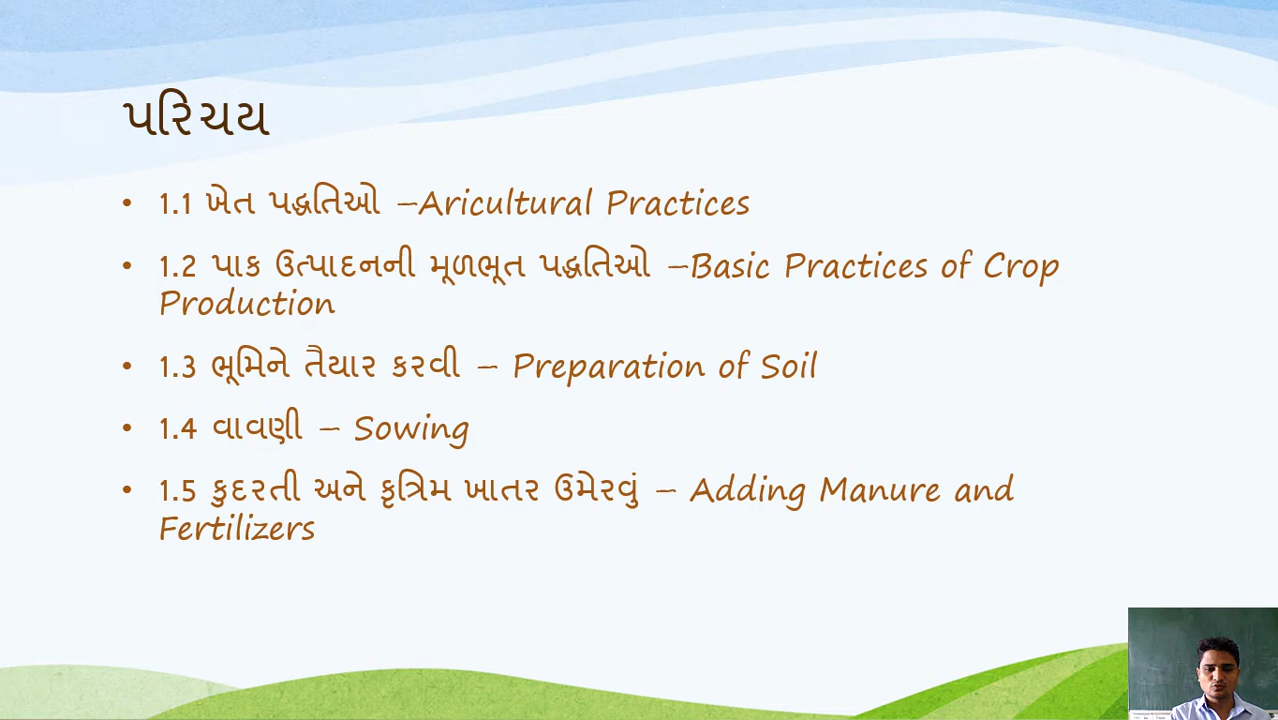 પરિચય
• 1.1 ખેત પદ્ધતિઓ –Aricultural Practices
• 1.2 પાક ઉત્પાદનની મૂળભૂત પદ્ધતિઓ –Basic Practices of Crop
Production
• 1.3 ભૂમિને તૈયાર કરવી – Preparation of Soil
• 1.4 વાવણી – Sowing
• 1.5 કુદરતી અને કૃત્રિમ ખાતર ઉમેરવું – Adding Manure and
Fertilizers